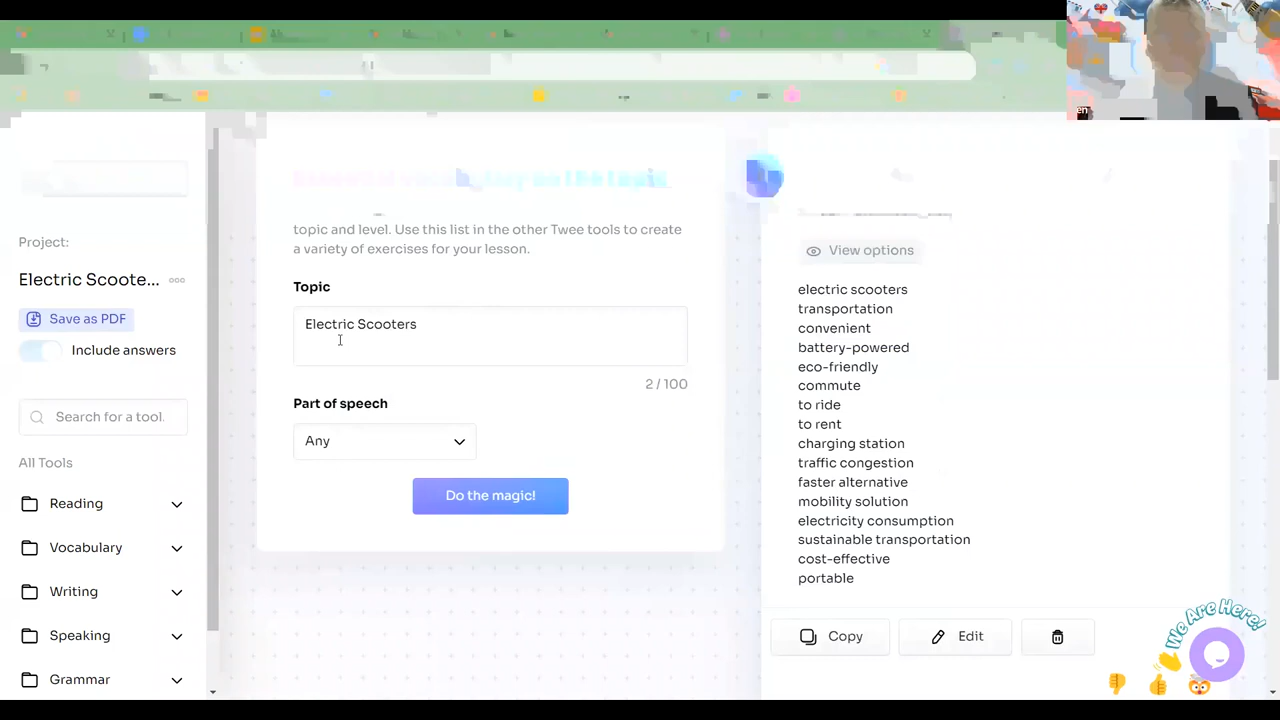 Project:
Electric Scoote...
Save as PDF
Include answers
Search for a tool.
All Tools
Reading
Vocabulary
Writing
Speaking
Grammar
topic and level. Use this list in the other Twee tools to create
a variety of exercises for your lesson.
Topic
Electric Scooters
2 / 100
Part of speech
Any
Do the magic!
View options
electric scooters
transportation
convenient
battery-powered
eco-friendly
commute
to ride
to rent
charging station
traffic congestion
faster alternative
mobility solution
electricity consumption
sustainable transportation
cost-effective
portable
Copy
Edit
We Are Here!